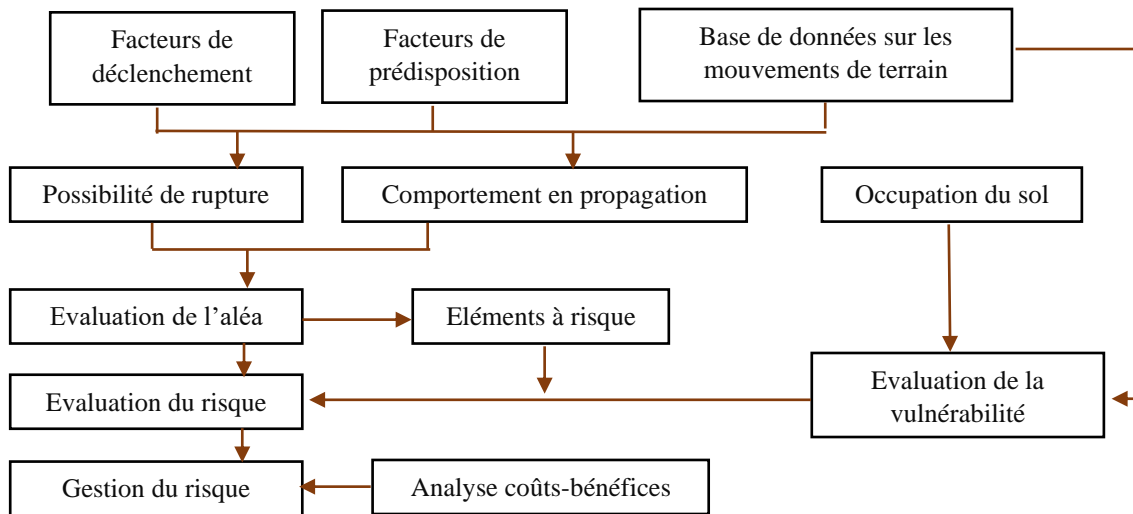 Facteurs de
déclenchement
Facteurs de
prédisposition
Base de données sur les
mouvements de terrain
Possibilité de rupture
Comportement en propagation
Occupation du sol
Evaluation de l’aléa
Eléments à risque
Evaluation du risque
Evaluation de la
vulnérabilité
Gestion du risque
Analyse coûts-bénéfices